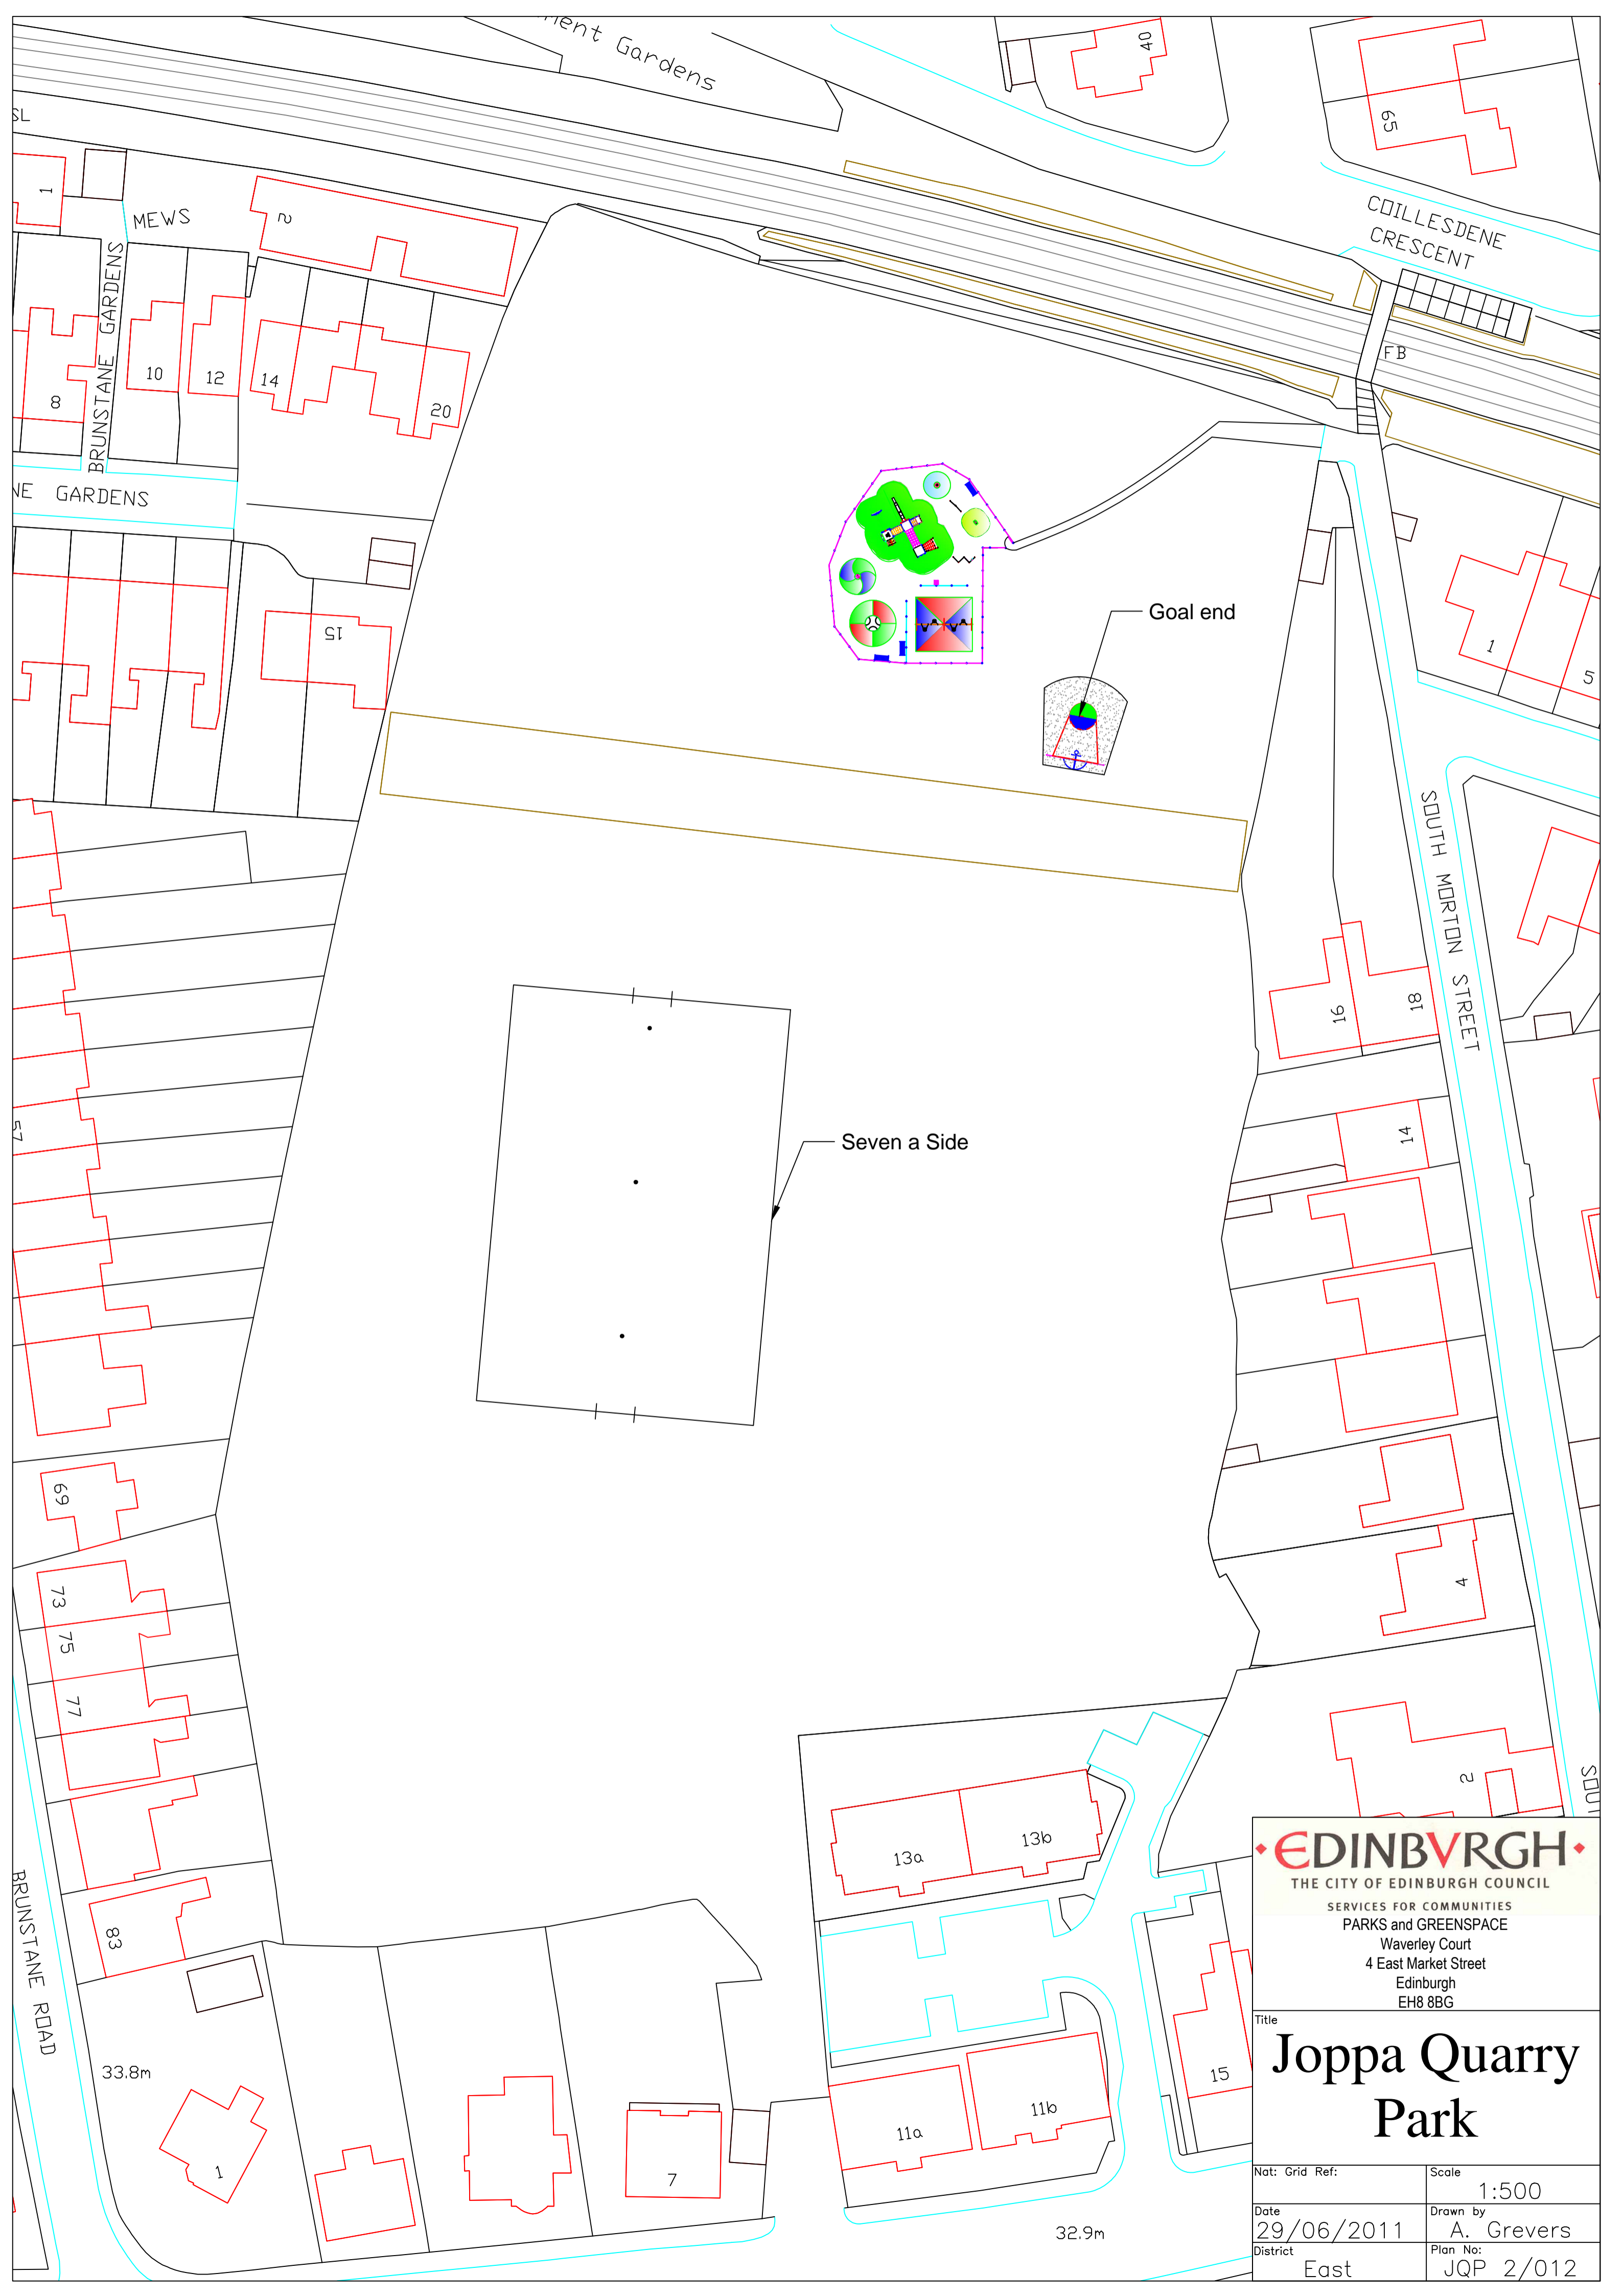 Gardens
40
65
SL
1
MEWS
2
COILLESDENE
CRESCENT
BRUNSTANE GARDENS
FB
8
10
12
14
20
GARDENS
15
Goal end
1
5
SOUTH MORTON STREET
16
18
57
Seven a Side
14
69
73
75
77
4
2
83
BRUNSTANE ROAD
13a
13b
33.8m
1
7
11a
11b
15
32.9m
EDINBVRGH
THE CITY OF EDINBURGH COUNCIL
SERVICES FOR COMMUNITIES
PARKS and GREENSPACE
Waverley Court
4 East Market Street
Edinburgh
EH8 8BG
Title
Joppa Quarry
Park
Nat: Grid Ref:
Scale
1:500
Date
29/06/2011
Drawn by
A. Grevers
District
East
Plan No:
JQP 2/012